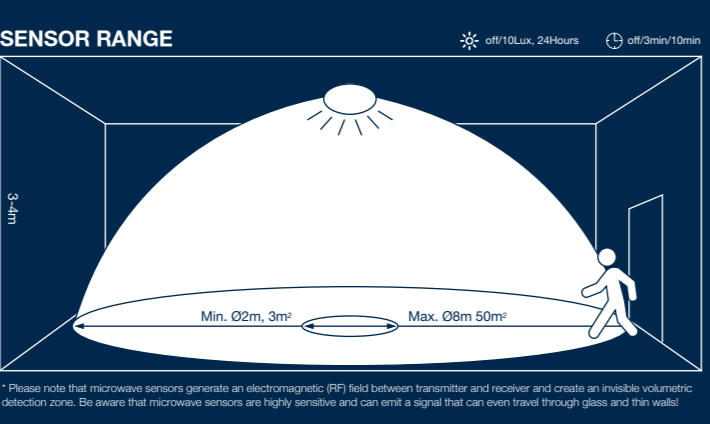 SENSOR RANGE
off/10Lux, 24Hours
off/3min/10min
3-4m
Min. Ø2m, 3m²
Max. Ø8m 50m²
* Please note that microwave sensors generate an electromagnetic (RF) field between transmitter and receiver and create an invisible volumetric
detection zone. Be aware that microwave sensors are highly sensitive and can emit a signal that can even travel through glass and thin walls!